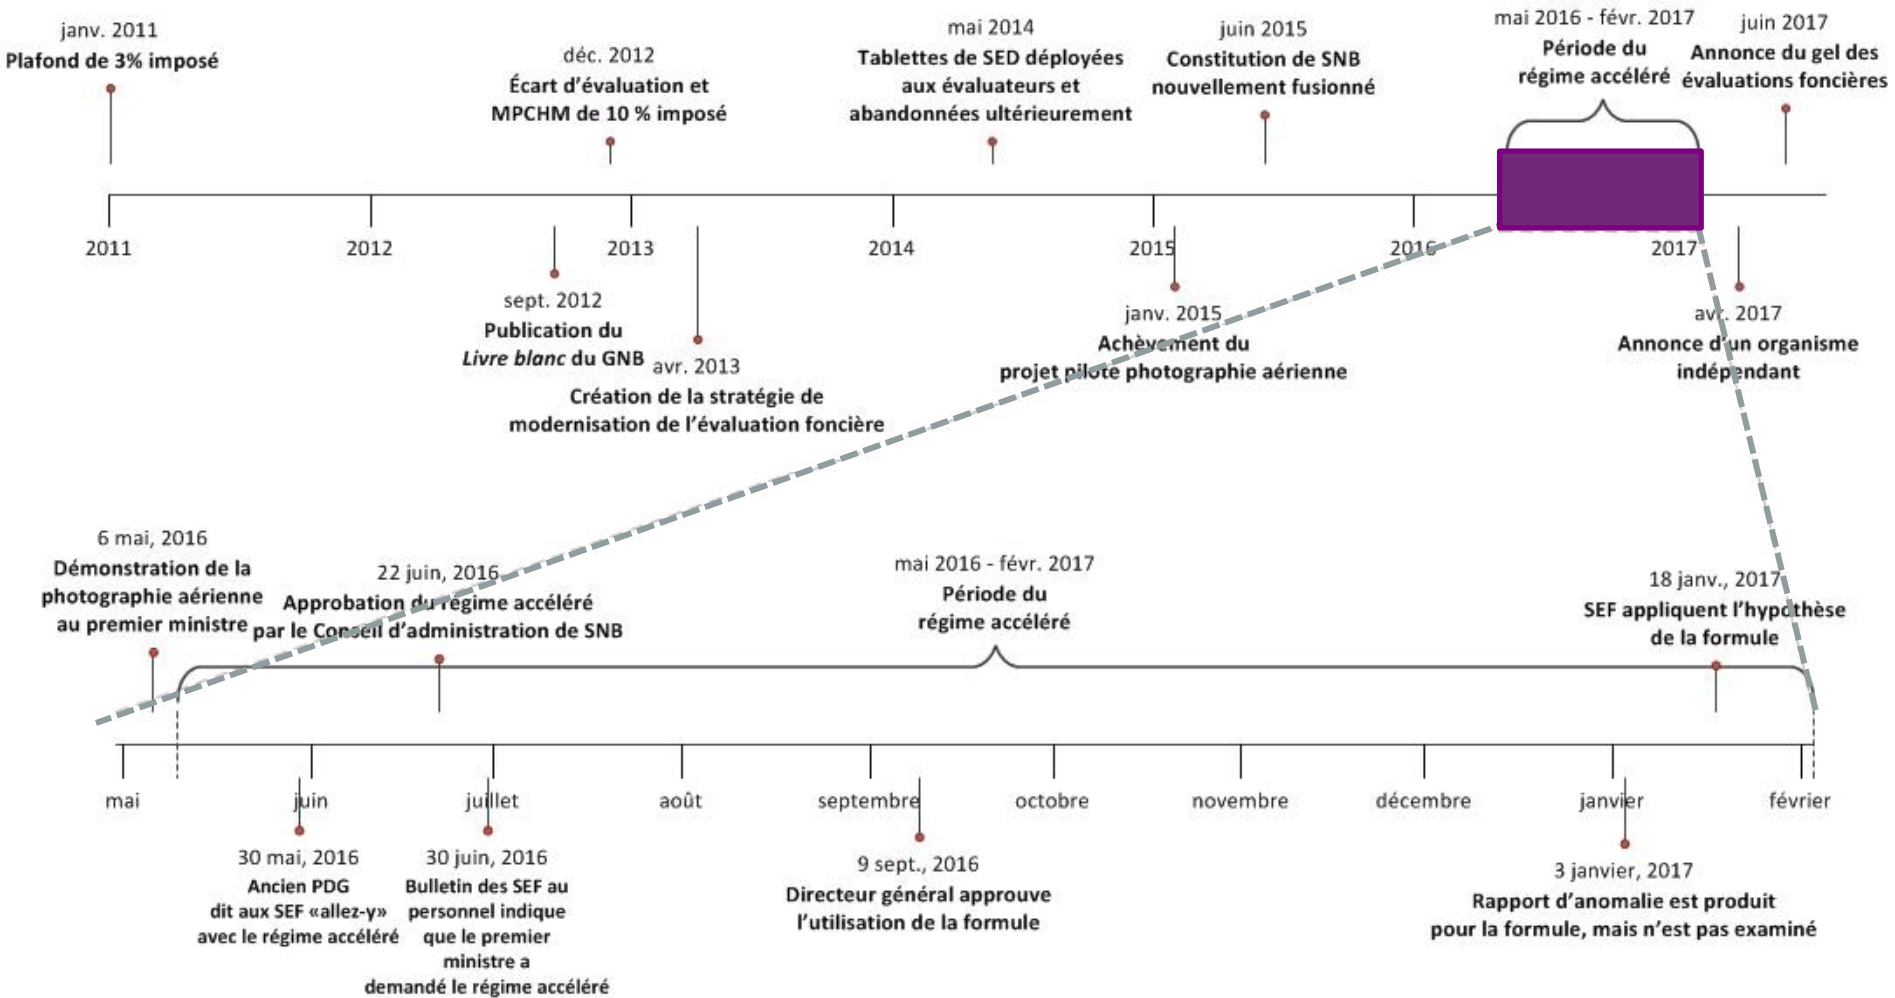 janv. 2011
Plafond de 3% imposé
déc. 2012
Écart d'évaluation et
MPCHM de 10 % imposé
mai 2014
Tablettes de SED déployées
aux évaluateurs et
abandonnées ultérieurement
juin 2015
Constitution de SNB
nouvellement fusionné
mai 2016 - févr. 2017
Période du
régime accéléré
juin 2017
Annonce du gel des
évaluations foncières
2011
2012
2013
2014
2015
2016
2017
sept. 2012
Publication du
Livre blanc du GNB
avr. 2013
Création de la stratégie de
modernisation de l'évaluation foncière
janv. 2015
Achèvement du
projet pilote photographie aérienne
avr. 2017
Annonce d'un organisme
indépendant
6 mai, 2016
Démonstration de la
photographie aérienne
au premier ministre
22 juin, 2016
Approbation du régime accéléré
par le Conseil d'administration de SNB
mai 2016 - févr. 2017
Période du
régime accéléré
18 janv., 2017
SEF appliquent l'hypothèse
de la formule
mai
juin
juillet
août
septembre
octobre
novembre
décembre
janvier
février
30 mai, 2016
Ancien PDG
dit aux SEF «allez-y»
avec le régime accéléré
30 juin, 2016
Bulletin des SEF au
personnel indique
que le premier
ministre a
demandé le régime accéléré
9 sept., 2016
Directeur général approuve
l'utilisation de la formule
3 janvier, 2017
Rapport d'anomalie est produit
pour la formule, mais n'est pas examiné